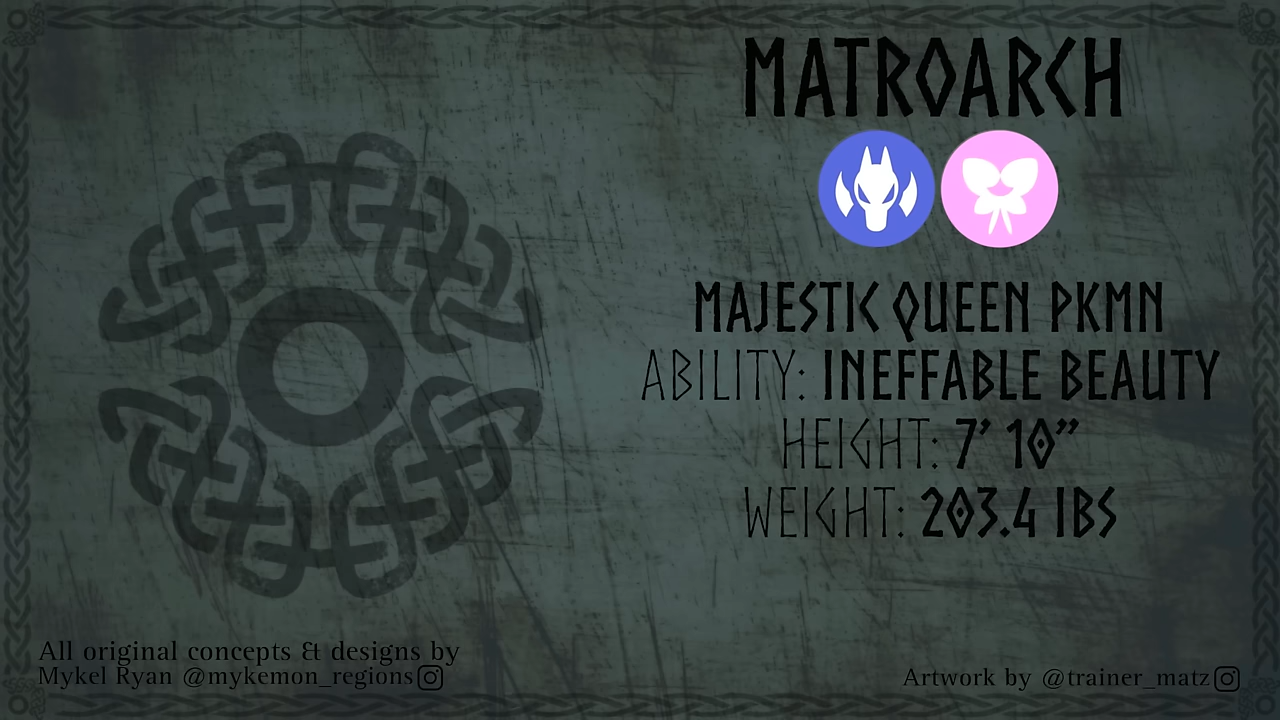 MATROARCH
MAJESTIC QUEEN PKMN
ABILITY: INEFFABLE BEAUTY
HEIGHT: 7' 10”
WEIGHT: 203.4 lBS
All original concepts & designs by
Mykel Ryan @mykemon_regions
Artwork by @trainer_matz